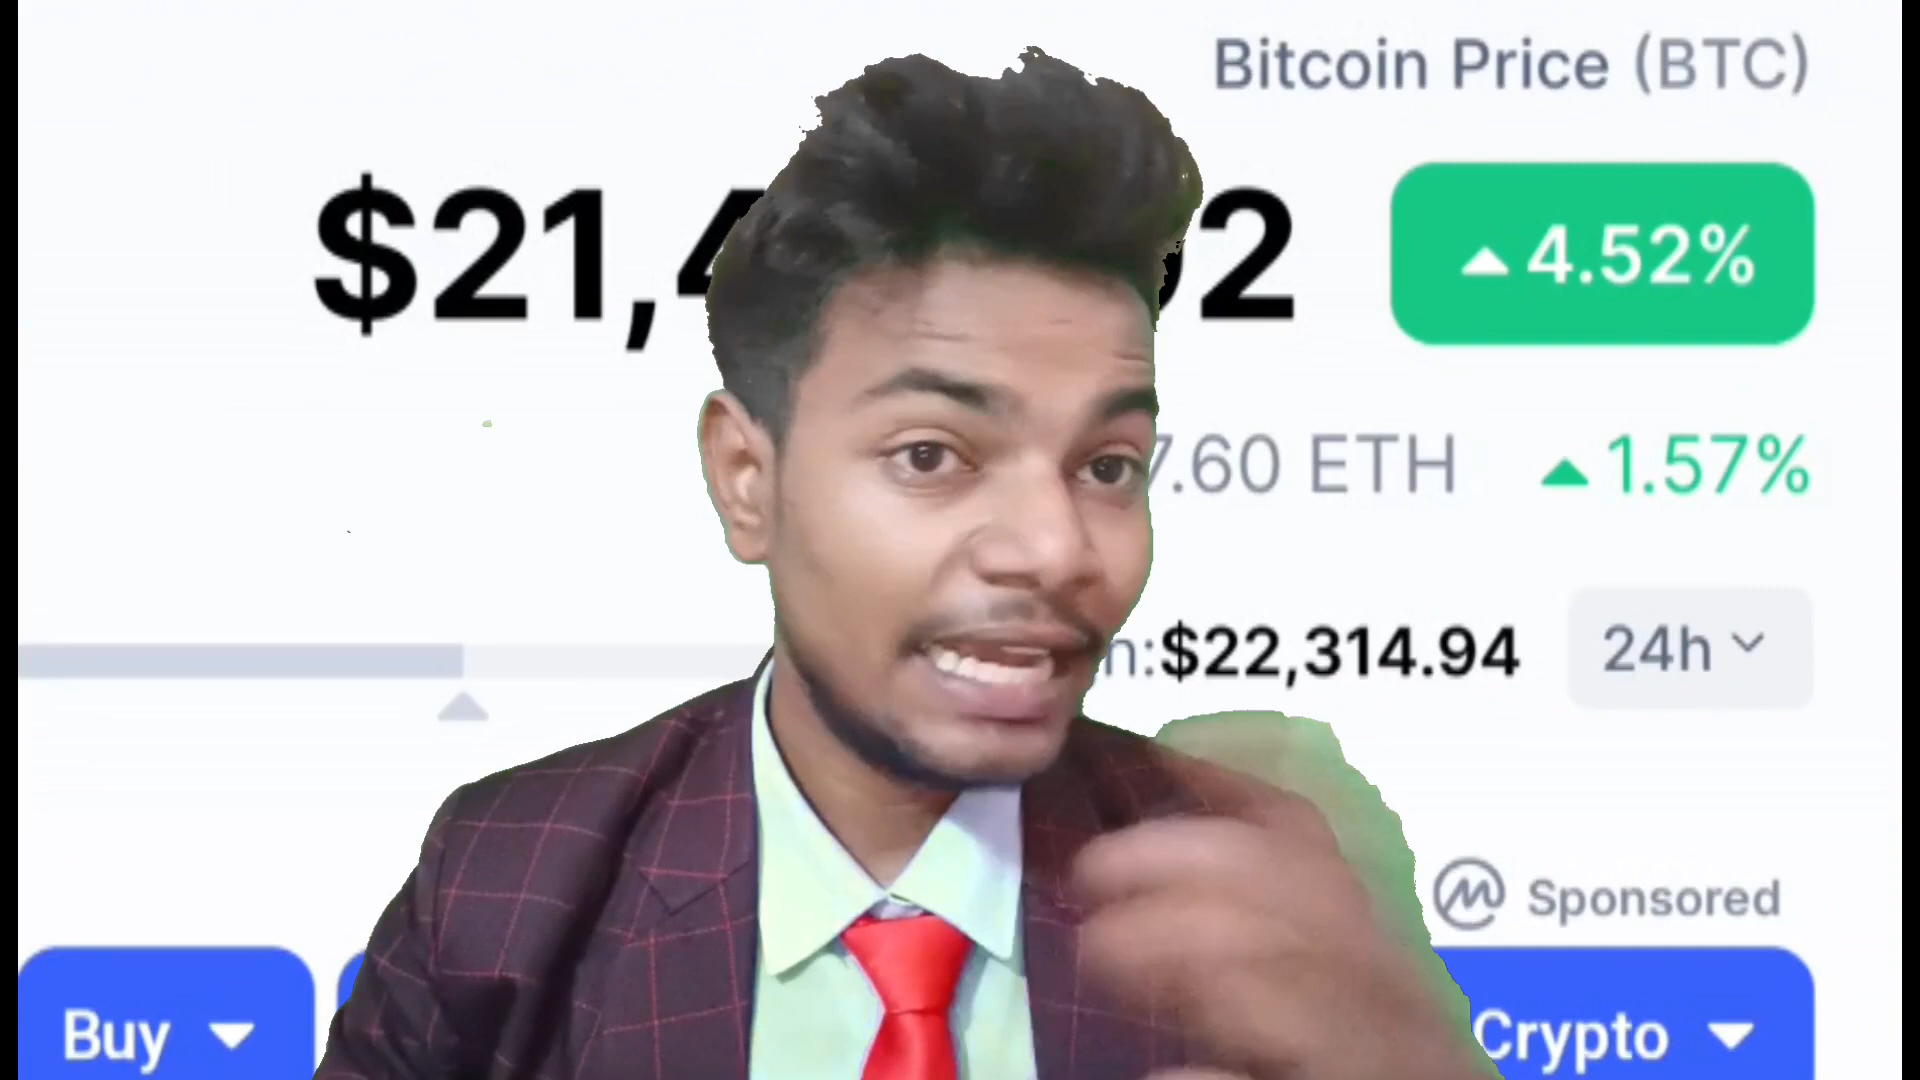 Bitcoin Price (BTC)
$21,4 02 4.52%
7.60 ETH 1.57%
$22,314.94 24h
Sponsored
Buy Crypto